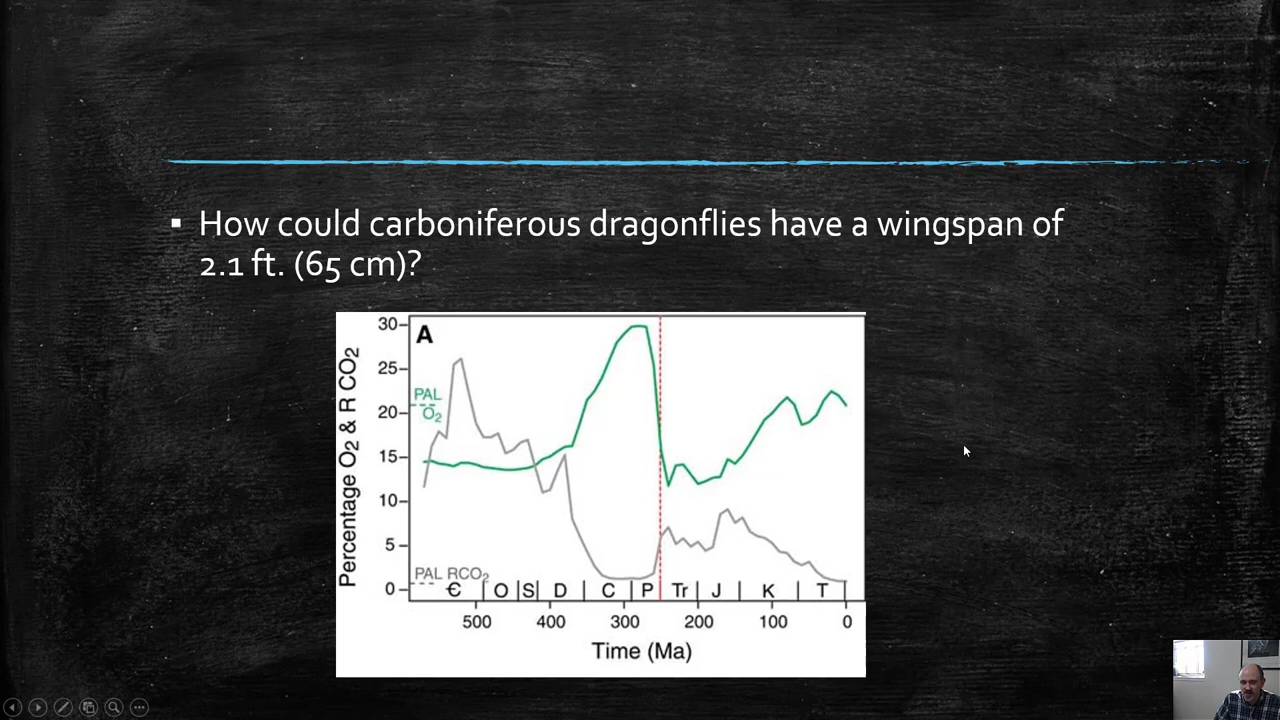 ▪ How could carboniferous dragonflies have a wingspan of
2.1 ft. (65 cm)?
A
Percentage O2 & R CO2
30
25
20
15
10
5
0
PAL
O2
PAL RCO2
Є O S D C P Tr J K T
500 400 300 200 100 0
Time (Ma)